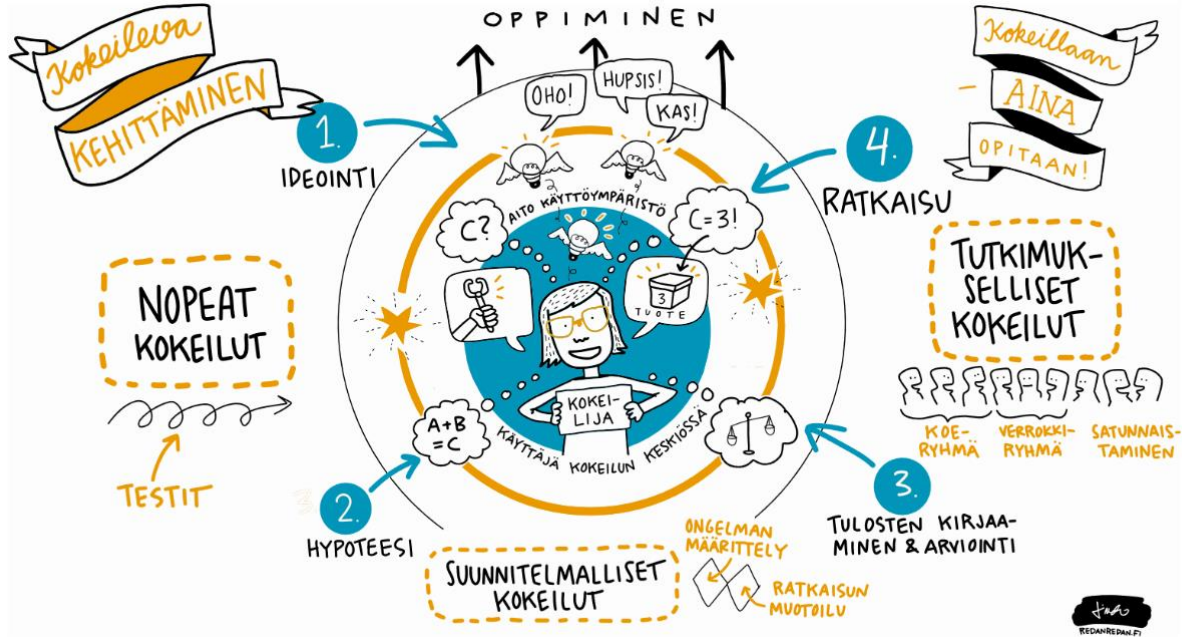 Kokeileva
KEHITTÄMINEN
OPPIMINEN
Kokeillaan
AINA
OPITAAN!
OHO!
HUPSIS!
KAS!
1.
IDEOINTI
4.
RATKAISU
AITO KÄYTTÖYMPÄRISTÖ
C?
C=3!
3
TUOTE
NOPEAT
KOKEILUT
TESTIT
TUTKIMUK-
SELLISET
KOKEILUT
KOE-
RYHMÄ
VERROKKI-
RYHMÄ
SATUNNAIS-
TAMINEN
KOKEI-
LIJA
A+B
=C
KÄYTTÄJÄ KOKEILUN KESKIÖSSÄ
2.
HYPOTEESI
3.
TULOSTEN KIRJAA-
MINEN & ARVIOINTI
SUUNNITELMALLISET
KOKEILUT
ONGELMAN
MÄÄRITTELY
RATKAISUN
MUOTOILU
REDANREDAN.FI